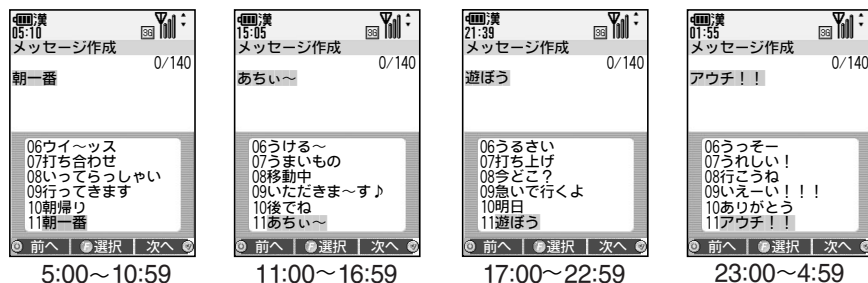 漢
05:10
3G
メッセージ作成
0/140
朝一番
06ウイ～ッス
07打ち合わせ
08いってらっしゃい
09行ってきます
10朝帰り
11朝一番
前へ 選択 次へ
5:00～10:59
漢
15:05
3G
メッセージ作成
0/140
あちぃ～
06うける～
07うまいもの
08移動中
09いただきま～す♪
10後でね
11あちぃ～
前へ 選択 次へ
11:00～16:59
漢
21:39
3G
メッセージ作成
0/140
遊ぼう
06うるさい
07打ち上げ
08今どこ？
09急いで行くよ
10明日
11遊ぼう
前へ 選択 次へ
17:00～22:59
漢
01:55
3G
メッセージ作成
0/140
アウチ！！
06うっそー
07うれしい！
08行こうね
09いえーい！！！
10ありがとう
11アウチ！！
前へ 選択 次へ
23:00～4:59